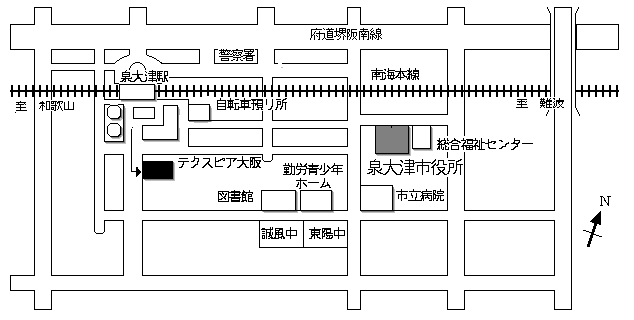 府道堺阪南線
警察署
泉大津駅
南海本線
至 和歌山
自転車預り所
至 難波
総合福祉センター
テクスピア大阪
勤労青少年
ホーム
泉大津市役所
図書館
市立病院
N
誠風中
東陽中